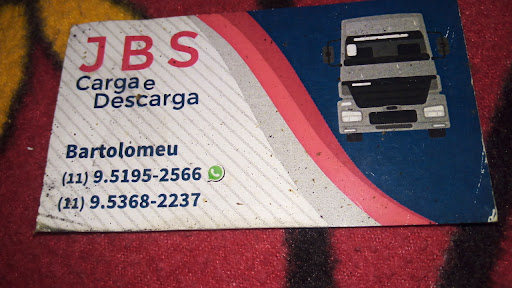 JBS
Carga e
Descarga
Bartolomeu
(11) 9.5195-2566
(11) 9.5368-2237